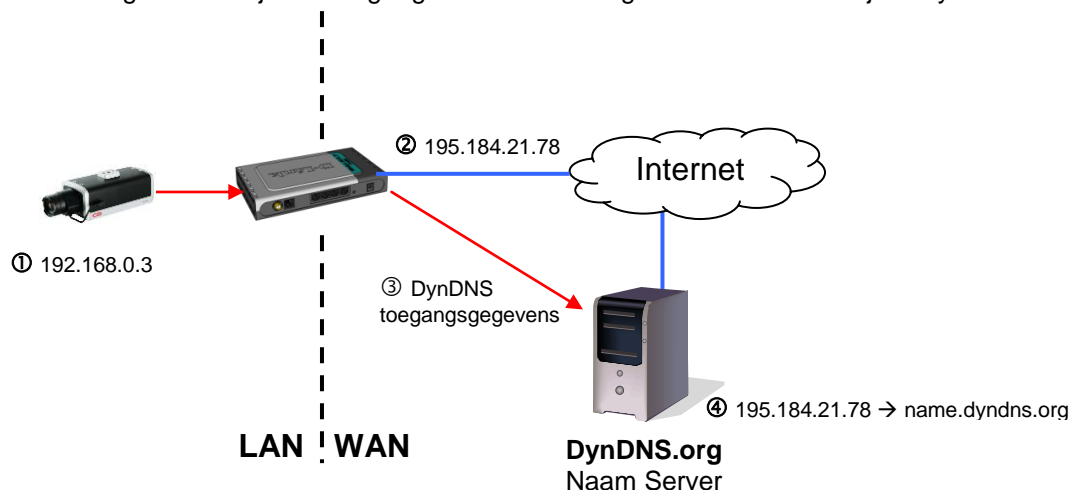 ② 195.184.21.78
Internet
① 192.168.0.3
③ DynDNS
toegangsgegevens
④ 195.184.21.78 → name.dyndns.org
LAN
WAN
DynDNS.org
Naam Server